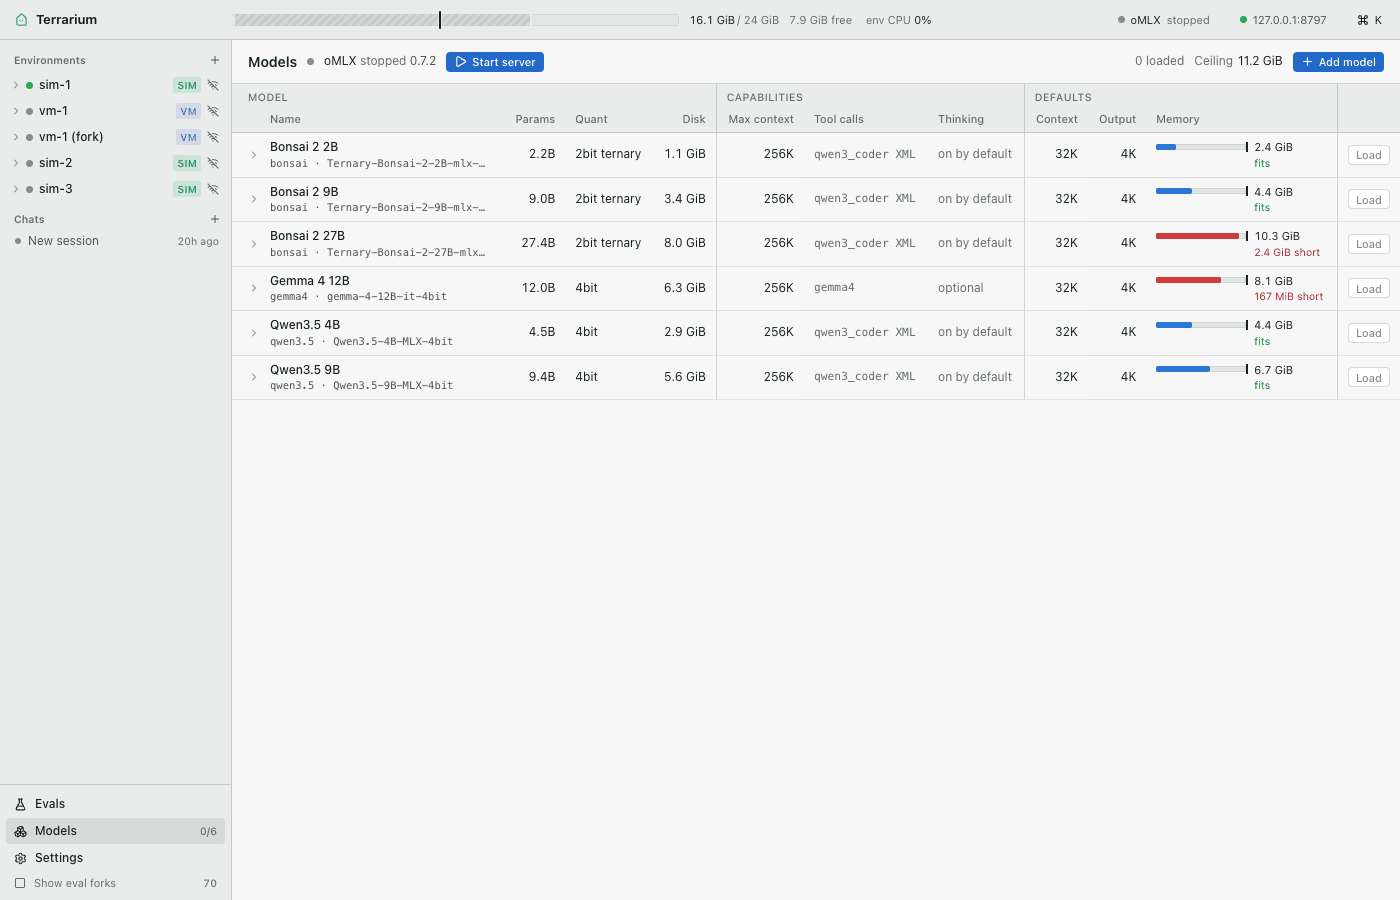 Terrarium
16.1 GiB / 24 GiB 7.9 GiB free env CPU 0%
oMLX stopped
127.0.0.1:8797
⌘ K
Environments +
sim-1 SIM
vm-1 VM
vm-1 (fork) VM
sim-2 SIM
sim-3 SIM
Chats +
New session 20h ago
Evals
Models 0/6
Settings
Show eval forks 70
Models oMLX stopped 0.7.2 Start server
0 loaded Ceiling 11.2 GiB + Add model
MODEL CAPABILITIES DEFAULTS
Name Params Quant Disk Max context Tool calls Thinking Context Output Memory
Bonsai 2 2B
bonsai · Ternary-Bonsai-2-2B-mlx-…
2.2B 2bit ternary 1.1 GiB 256K qwen3_coder XML on by default 32K 4K 2.4 GiB
fits
Load
Bonsai 2 9B
bonsai · Ternary-Bonsai-2-9B-mlx-…
9.0B 2bit ternary 3.4 GiB 256K qwen3_coder XML on by default 32K 4K 4.4 GiB
fits
Load
Bonsai 2 27B
bonsai · Ternary-Bonsai-2-27B-mlx…
27.4B 2bit ternary 8.0 GiB 256K qwen3_coder XML on by default 32K 4K 10.3 GiB
2.4 GiB short
Load
Gemma 4 12B
gemma4 · gemma-4-12B-it-4bit
12.0B 4bit 6.3 GiB 256K gemma4 optional 32K 4K 8.1 GiB
167 MiB short
Load
Qwen3.5 4B
qwen3.5 · Qwen3.5-4B-MLX-4bit
4.5B 4bit 2.9 GiB 256K qwen3_coder XML on by default 32K 4K 4.4 GiB
fits
Load
Qwen3.5 9B
qwen3.5 · Qwen3.5-9B-MLX-4bit
9.4B 4bit 5.6 GiB 256K qwen3_coder XML on by default 32K 4K 6.7 GiB
fits
Load